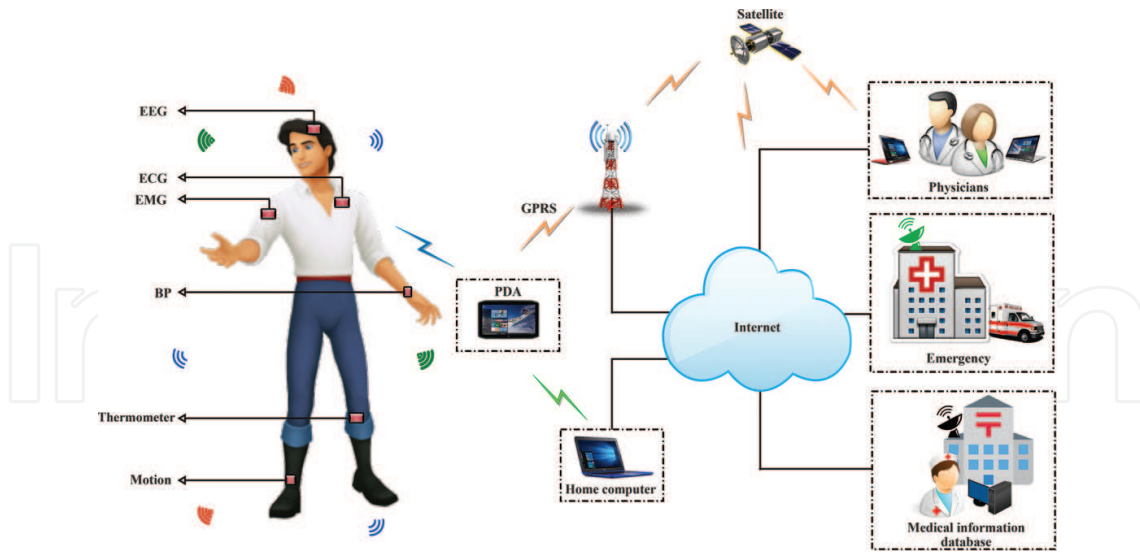 Satellite
EEG
ECG
EMG
GPRS
Physicians
BP
PDA
Internet
Emergency
Thermometer
Motion
Home computer
Medical information
database